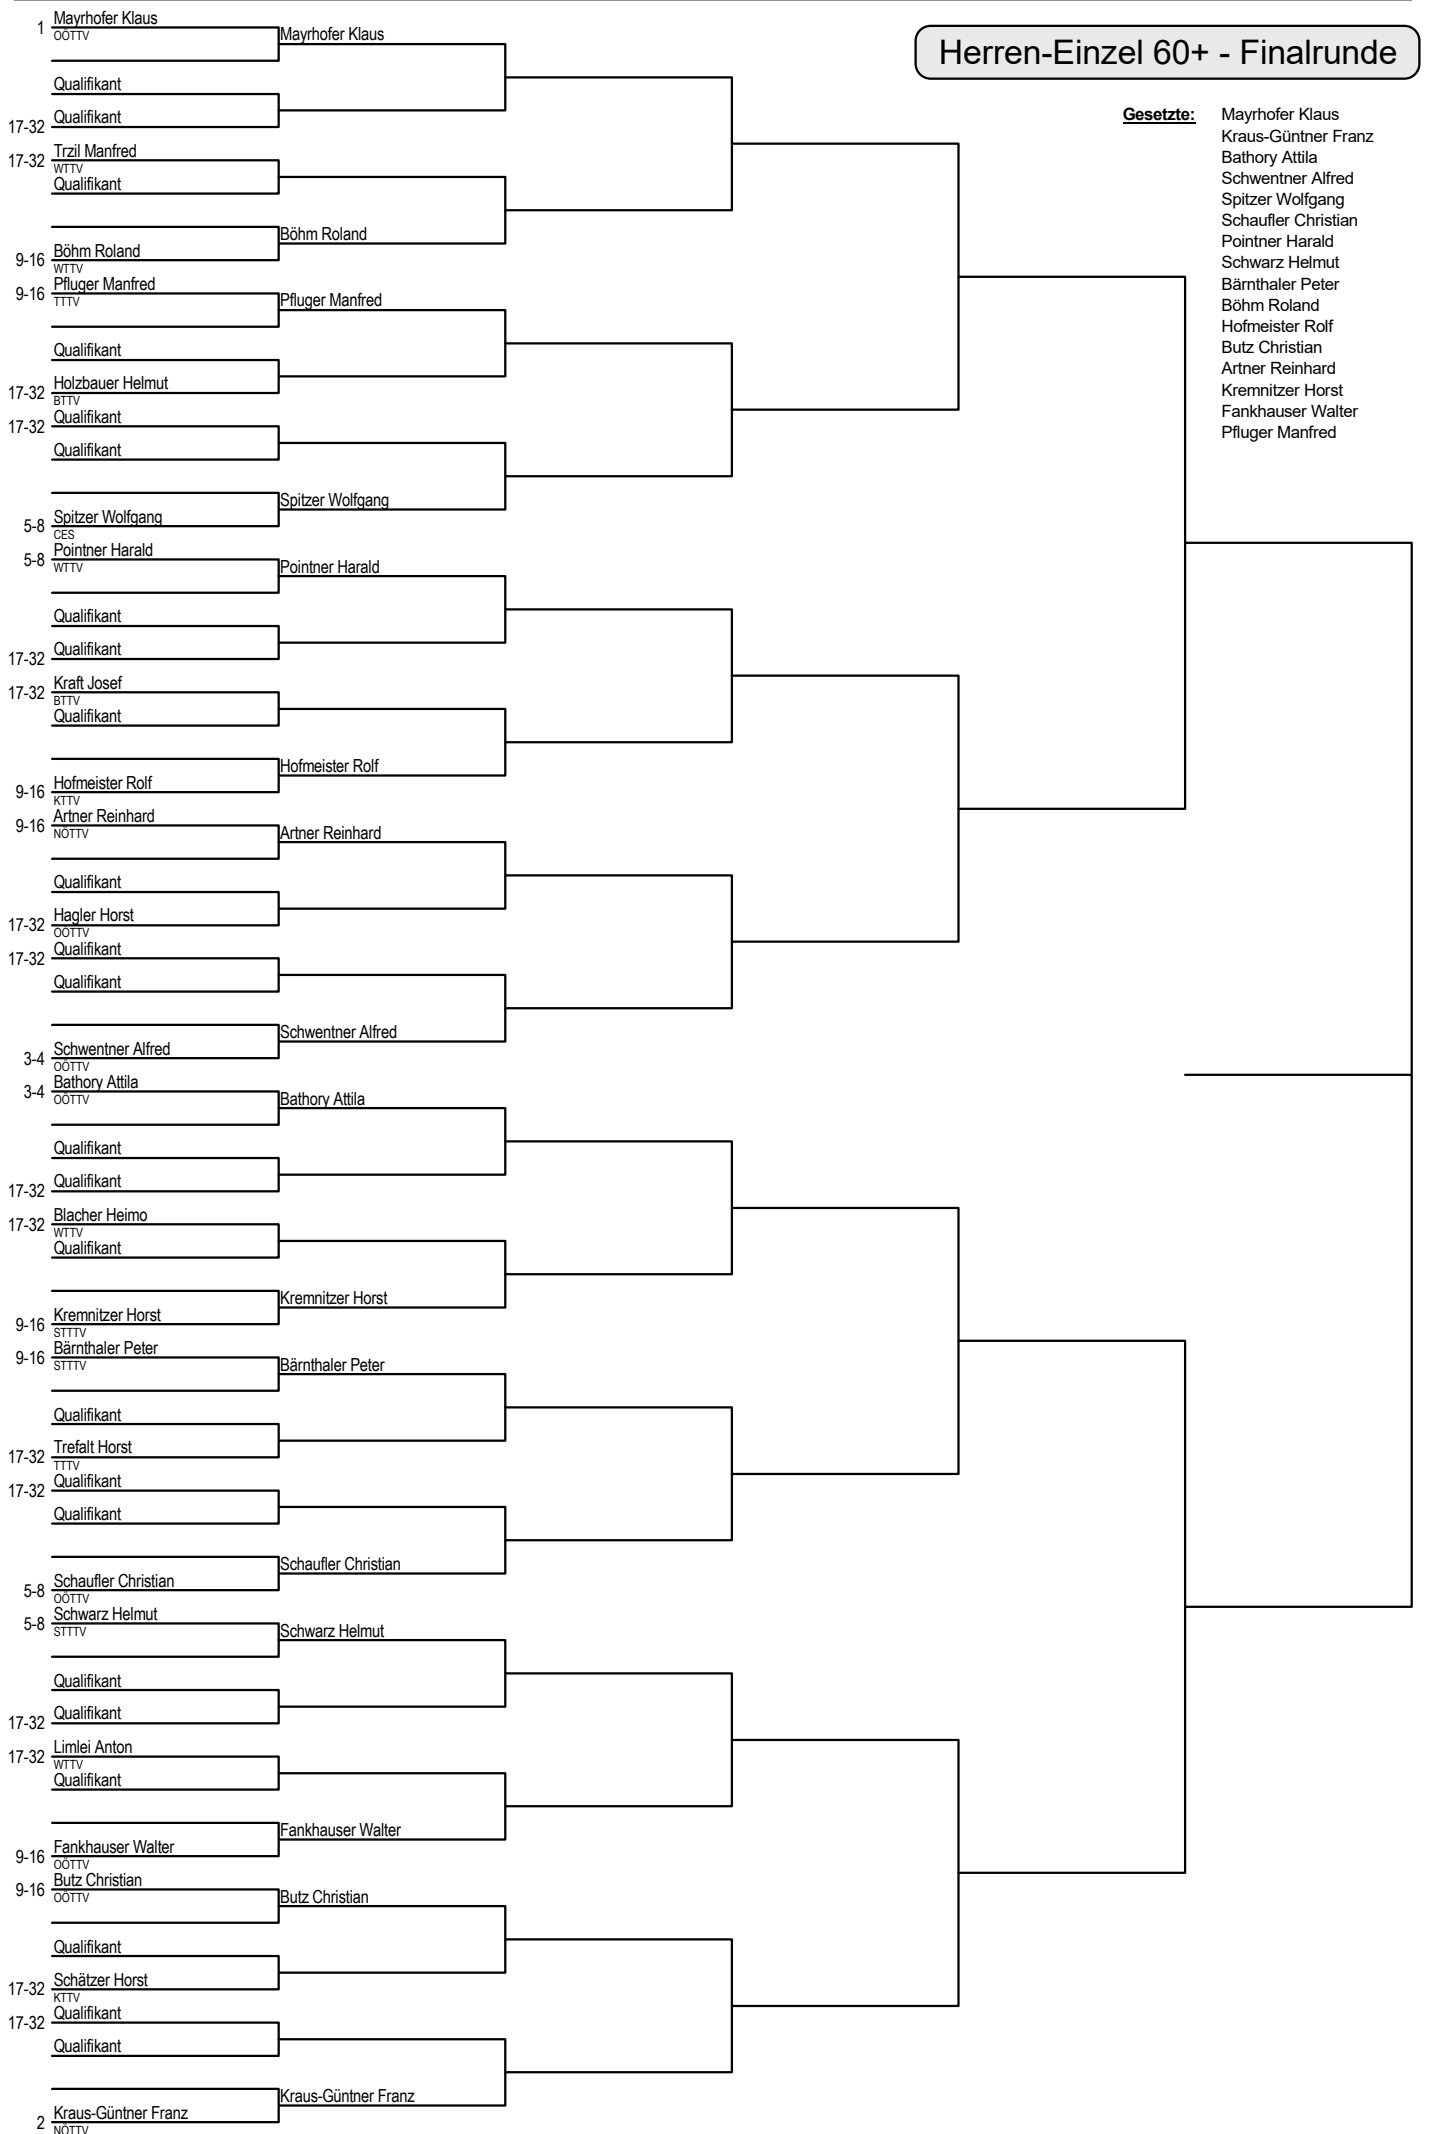 Herren-Einzel 60+ - Finalrunde
Gesetzte: Mayrhofer Klaus
Kraus-Güntner Franz
Bathory Attila
Schwentner Alfred
Spitzer Wolfgang
Schaufler Christian
Pointner Harald
Schwarz Helmut
Bärnthaler Peter
Böhm Roland
Hofmeister Rolf
Butz Christian
Artner Reinhard
Kremnitzer Horst
Fankhauser Walter
Pfluger Manfred
1 Mayrhofer Klaus
OÖTTV
Mayrhofer Klaus
Qualifikant
17-32 Qualifikant
17-32 Trzil Manfred
WTTV
Qualifikant
Böhm Roland
9-16 Böhm Roland
WTTV
9-16 Pfluger Manfred
TTTV
Pfluger Manfred
Qualifikant
17-32 Holzbauer Helmut
BTTV
17-32 Qualifikant
Qualifikant
Spitzer Wolfgang
5-8 Spitzer Wolfgang
CES
5-8 Pointner Harald
WTTV
Pointner Harald
Qualifikant
17-32 Qualifikant
17-32 Kraft Josef
BTTV
Qualifikant
Hofmeister Rolf
9-16 Hofmeister Rolf
KTTV
9-16 Artner Reinhard
NÖTTV
Artner Reinhard
Qualifikant
17-32 Hagler Horst
OÖTTV
17-32 Qualifikant
Qualifikant
Schwentner Alfred
3-4 Schwentner Alfred
OÖTTV
3-4 Bathory Attila
OÖTTV
Bathory Attila
Qualifikant
17-32 Qualifikant
17-32 Blacher Heimo
WTTV
Qualifikant
Kremnitzer Horst
9-16 Kremnitzer Horst
STTTV
9-16 Bärnthaler Peter
STTTV
Bärnthaler Peter
Qualifikant
17-32 Trefalt Horst
TTTV
17-32 Qualifikant
Qualifikant
Schaufler Christian
5-8 Schaufler Christian
OÖTTV
5-8 Schwarz Helmut
STTTV
Schwarz Helmut
Qualifikant
17-32 Qualifikant
17-32 Limlei Anton
WTTV
Qualifikant
Fankhauser Walter
9-16 Fankhauser Walter
OÖTTV
9-16 Butz Christian
OÖTTV
Butz Christian
Qualifikant
17-32 Schätzer Horst
KTTV
17-32 Qualifikant
Qualifikant
Kraus-Güntner Franz
2 Kraus-Güntner Franz
NÖTTV